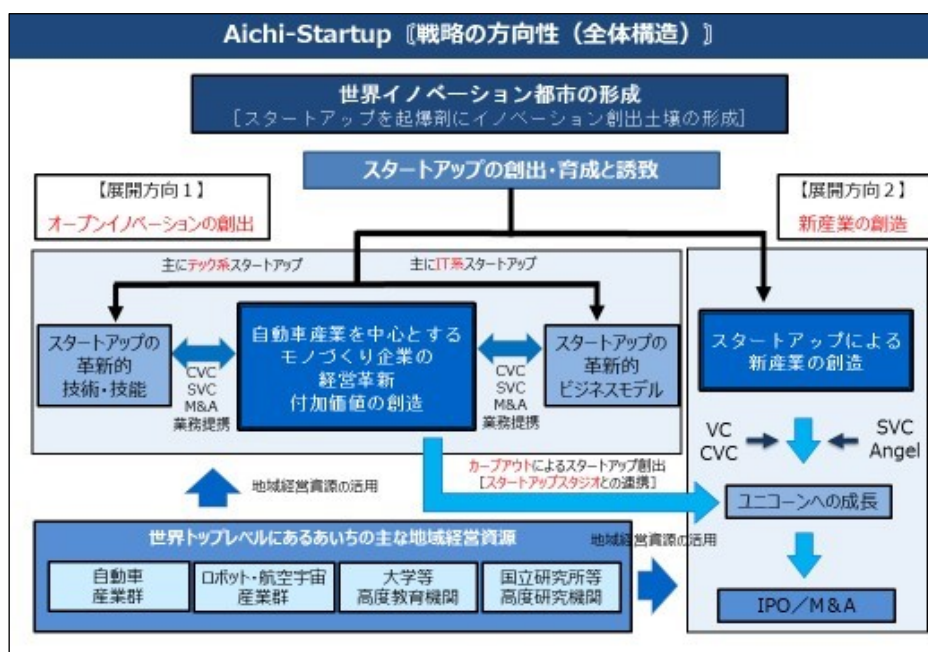 Aichi-Startup〖戦略の方向性（全体構造）〗
世界イノベーション都市の形成
［スタートアップを起爆剤にイノベーション創出土壌の形成］
スタートアップの創出・育成と誘致
【展開方向１】
オープンイノベーションの創出
【展開方向２】
新産業の創造
主にテック系スタートアップ
主にIT系スタートアップ
スタートアップの
革新的
技術・技能
CVC
SVC
M&A
業務提携
自動車産業を中心とする
モノづくり企業の
経営革新
付加価値の創造
CVC
SVC
M&A
業務提携
スタートアップの
革新的
ビジネスモデル
スタートアップによる
新産業の創造
VC
CVC
SVC
Angel
カーブアウトによるスタートアップ創出
［スタートアップスタジオとの連携］
ユニコーンへの成長
地域経営資源の活用
地域経営資源の活用
世界トップレベルにあるあいちの主な地域経営資源
自動車
産業群
ロボット・航空宇宙
産業群
大学等
高度教育機関
国立研究所等
高度研究機関
IPO／M&A